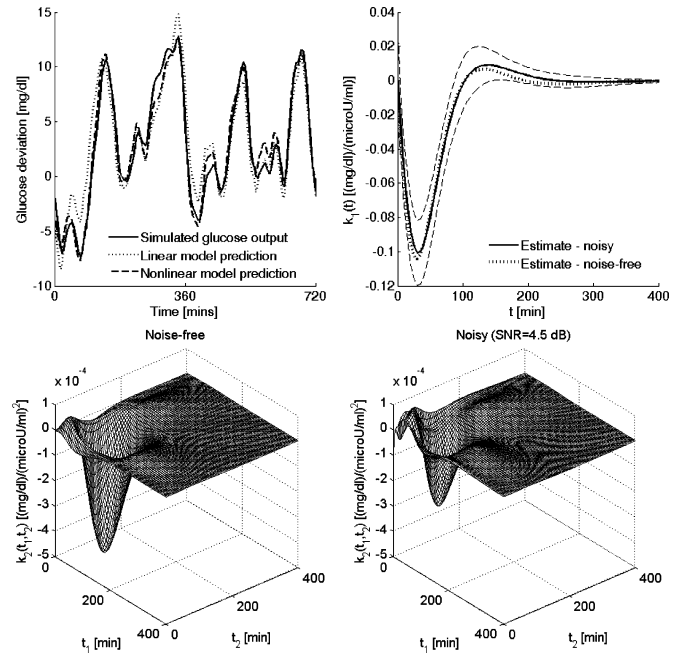 15
10
5
0
-5
-10
Glucose deviation [mg/dl]
Simulated glucose output
Linear model prediction
Nonlinear model prediction
0 360 720
Time [mins]
0.04
0.02
0
-0.02
-0.04
-0.06
-0.08
-0.1
-0.12
k1(t) [(mg/dl)/(microU/ml)]
Estimate - noisy
Estimate - noise-free
0 100 200 300 400
t [min]
Noise-free
x 10^-4
1
0
-1
-2
-3
-4
-5
k2(t1,t2) [(mg/dl)/(microU/ml)^2]
0
200
400
t1 [min]
0
200
400
t2 [min]
Noisy (SNR=4.5 dB)
x 10^-4
1
0
-1
-2
-3
-4
-5
k2(t1,t2) [(mg/dl)/(microU/ml)^2]
0
200
400
t1 [min]
0
200
400
t2 [min]